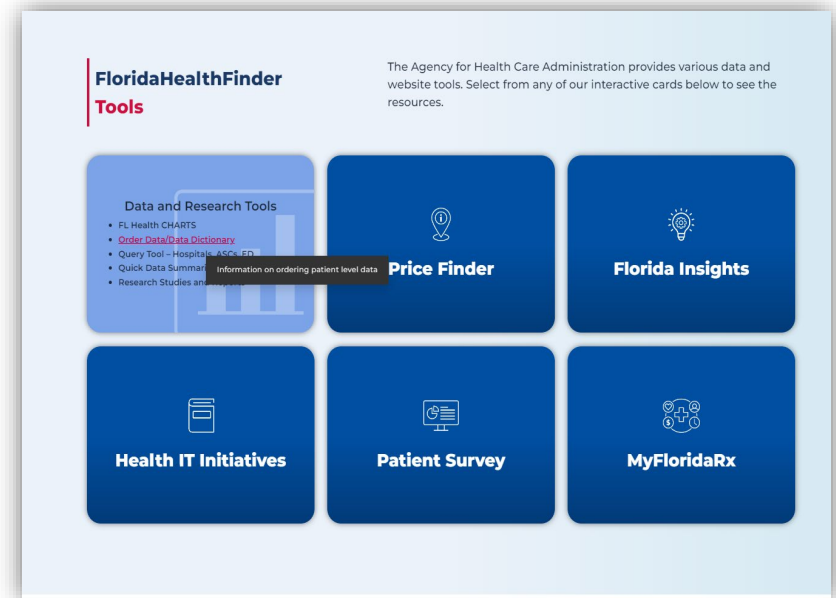 FloridaHealthFinder
Tools
The Agency for Health Care Administration provides various data and
website tools. Select from any of our interactive cards below to see the
resources.
Data and Research Tools
• FL Health CHARTS
• Order Data/Data Dictionary
• Query Tool – Hospitals, ASCs, ED
• Quick Data
• Research Studies and
Information on ordering patient level data
Price Finder
Florida Insights
Health IT Initiatives
Patient Survey
MyFloridaRx